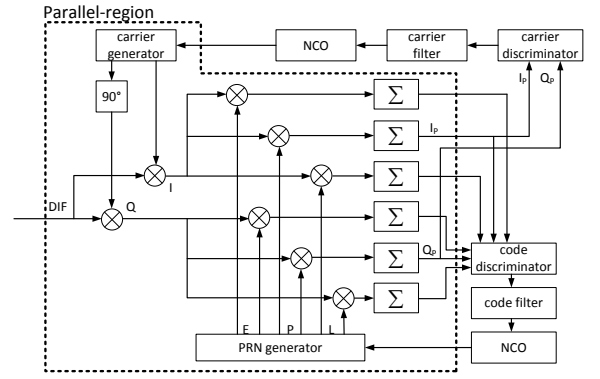 Parallel-region
carrier
generator
NCO
carrier
filter
carrier
discriminator
90°
I_P
Q_P
∑
∑
I_P
∑
I
DIF
Q
∑
Q_P
∑
code
discriminator
∑
code filter
E
P
L
PRN generator
NCO